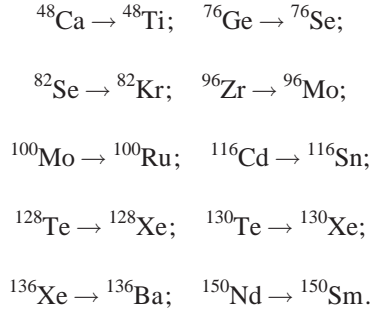 ⁴⁸Ca → ⁴⁸Ti; ⁷⁶Ge → ⁷⁶Se;
⁸²Se → ⁸²Kr; ⁹⁶Zr → ⁹⁶Mo;
¹⁰⁰Mo → ¹⁰⁰Ru; ¹¹⁶Cd → ¹¹⁶Sn;
¹²⁸Te → ¹²⁸Xe; ¹³⁰Te → ¹³⁰Xe;
¹³⁶Xe → ¹³⁶Ba; ¹⁵⁰Nd → ¹⁵⁰Sm.